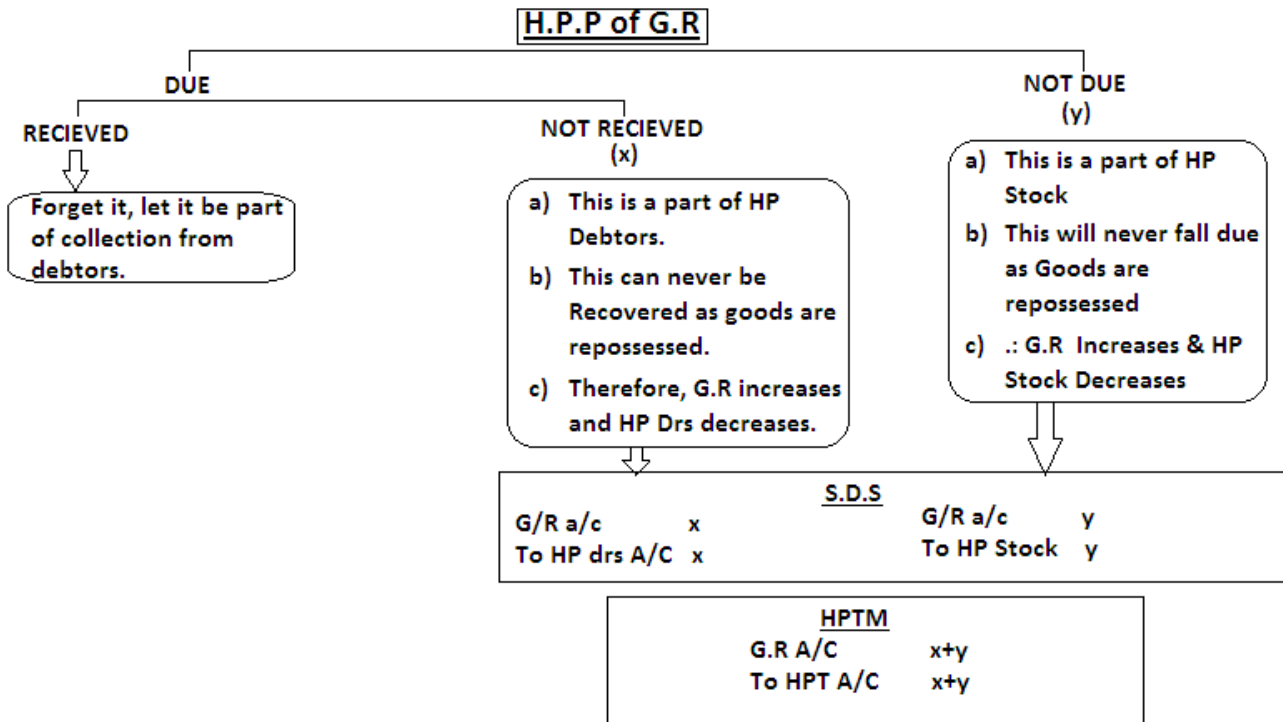 H.P.P of G.R
DUE
NOT DUE
(y)
RECIEVED
NOT RECIEVED
(x)
Forget it, let it be part
of collection from
debtors.
a) This is a part of HP
Debtors.
b) This can never be
Recovered as goods are
repossessed.
c) Therefore, G.R increases
and HP Drs decreases.
a) This is a part of HP
Stock
b) This will never fall due
as Goods are
repossessed
c) .: G.R Increases & HP
Stock Decreases
S.D.S
G/R a/c x
To HP drs A/C x
G/R a/c y
To HP Stock y
HPTM
G.R A/C x+y
To HPT A/C x+y